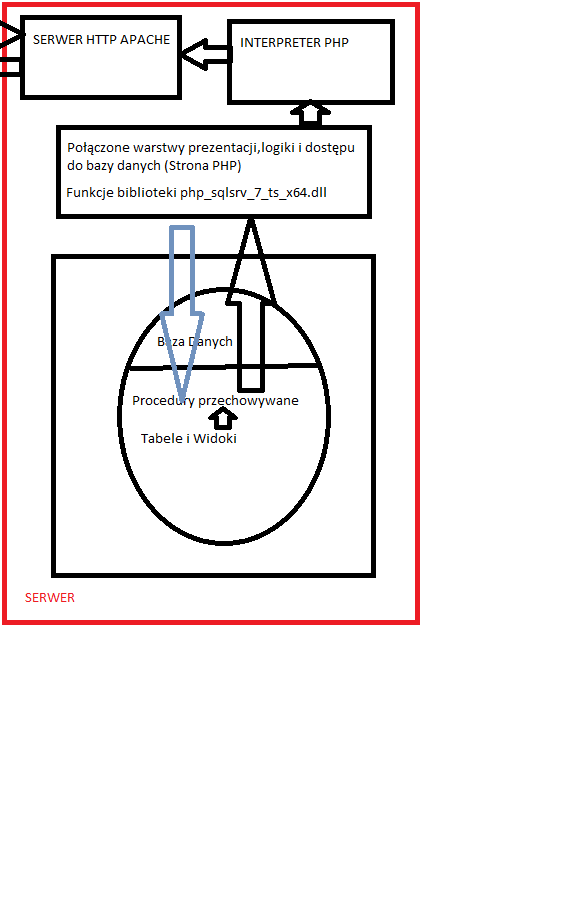 SERWER HTTP APACHE
INTERPRETER PHP
Połączone warstwy prezentacji,logiki i dostępu
do bazy danych (Strona PHP)
Funkcje biblioteki php_sqlsrv_7_ts_x64.dll
Baza Danych
Procedury przechowywane
Tabele i Widoki
SERWER